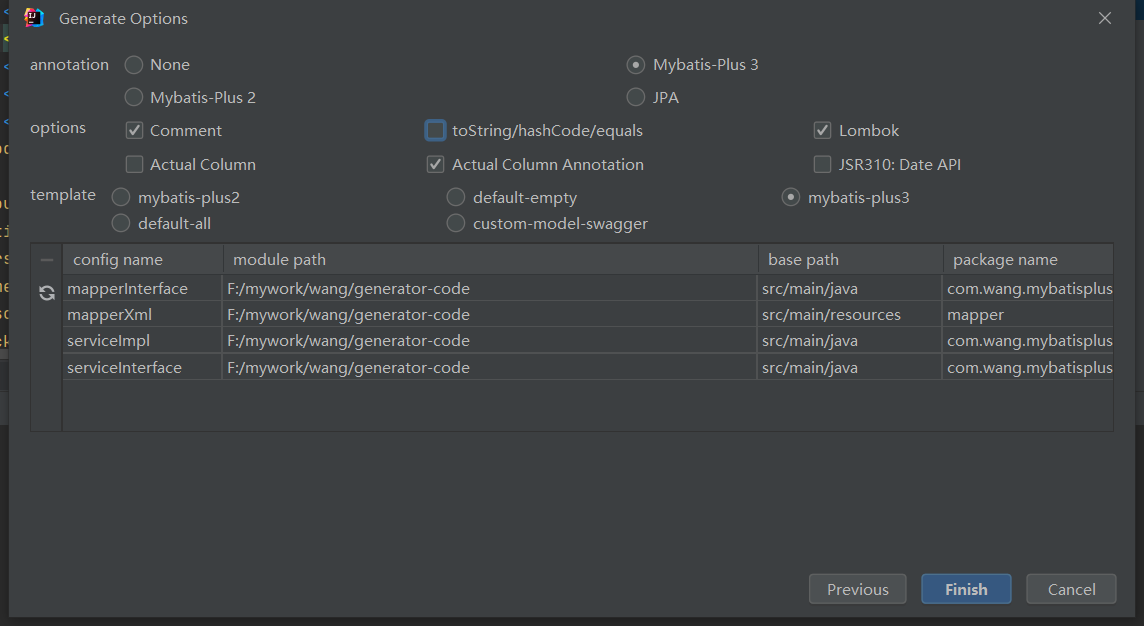 Generate Options
annotation None Mybatis-Plus 3
Mybatis-Plus 2 JPA
options Comment toString/hashCode/equals Lombok
Actual Column Actual Column Annotation JSR310: Date API
template mybatis-plus2 default-empty mybatis-plus3
default-all custom-model-swagger
config name module path base path package name
mapperInterface F:/mywork/wang/generator-code src/main/java com.wang.mybatisplus
mapperXml F:/mywork/wang/generator-code src/main/resources mapper
serviceImpl F:/mywork/wang/generator-code src/main/java com.wang.mybatisplus
serviceInterface F:/mywork/wang/generator-code src/main/java com.wang.mybatisplus
Previous Finish Cancel